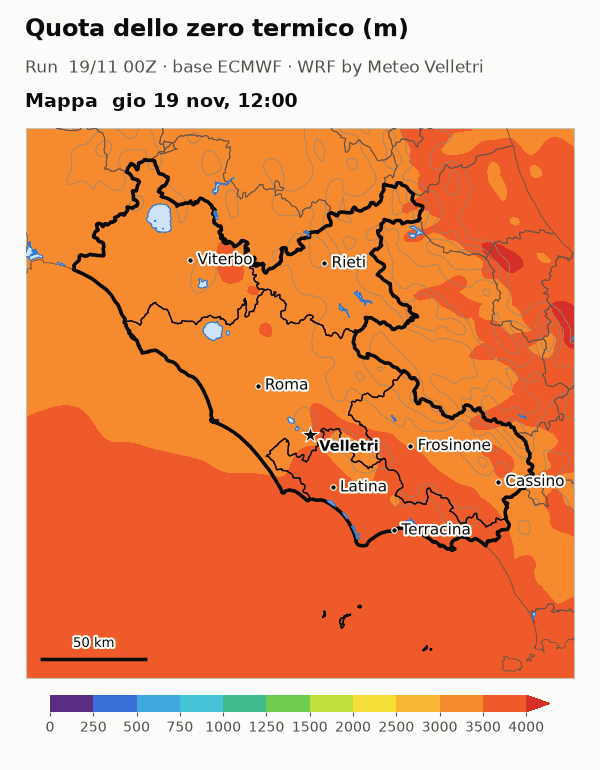 Quota dello zero termico (m)
Run  19/11 00Z · base ECMWF · WRF by Meteo Velletri
Mappa  gio 19 nov, 12:00
Viterbo
Rieti
Roma
Velletri
Frosinone
Latina
Cassino
Terracina
50 km
0 250 500 750 1000 1250 1500 2000 2500 3000 3500 4000